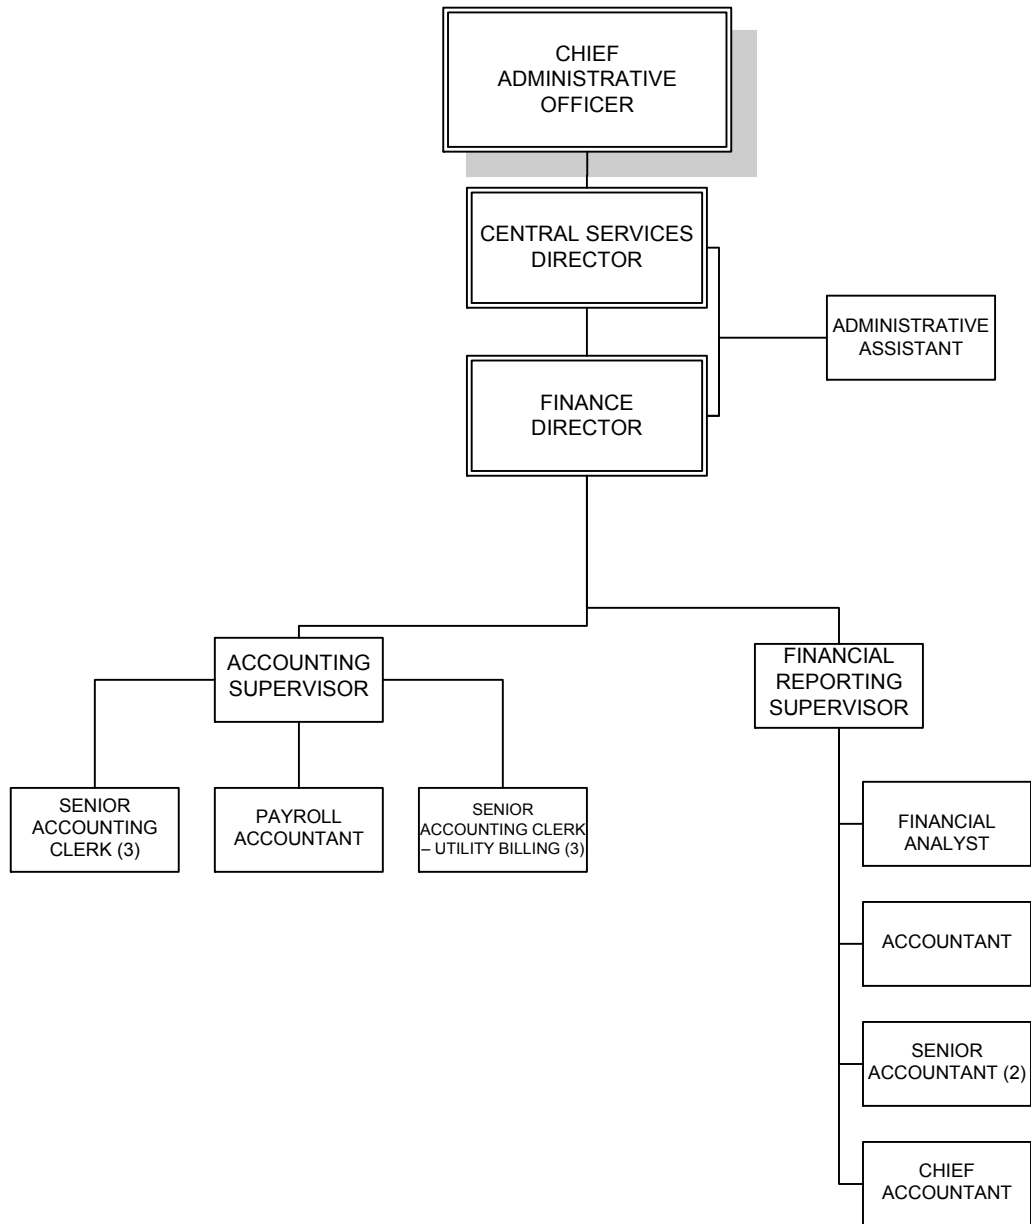 CHIEF
ADMINISTRATIVE
OFFICER
CENTRAL SERVICES
DIRECTOR
ADMINISTRATIVE
ASSISTANT
FINANCE
DIRECTOR
ACCOUNTING
SUPERVISOR
FINANCIAL
REPORTING
SUPERVISOR
SENIOR
ACCOUNTING
CLERK (3)
PAYROLL
ACCOUNTANT
SENIOR
ACCOUNTING CLERK
– UTILITY BILLING (3)
FINANCIAL
ANALYST
ACCOUNTANT
SENIOR
ACCOUNTANT (2)
CHIEF
ACCOUNTANT